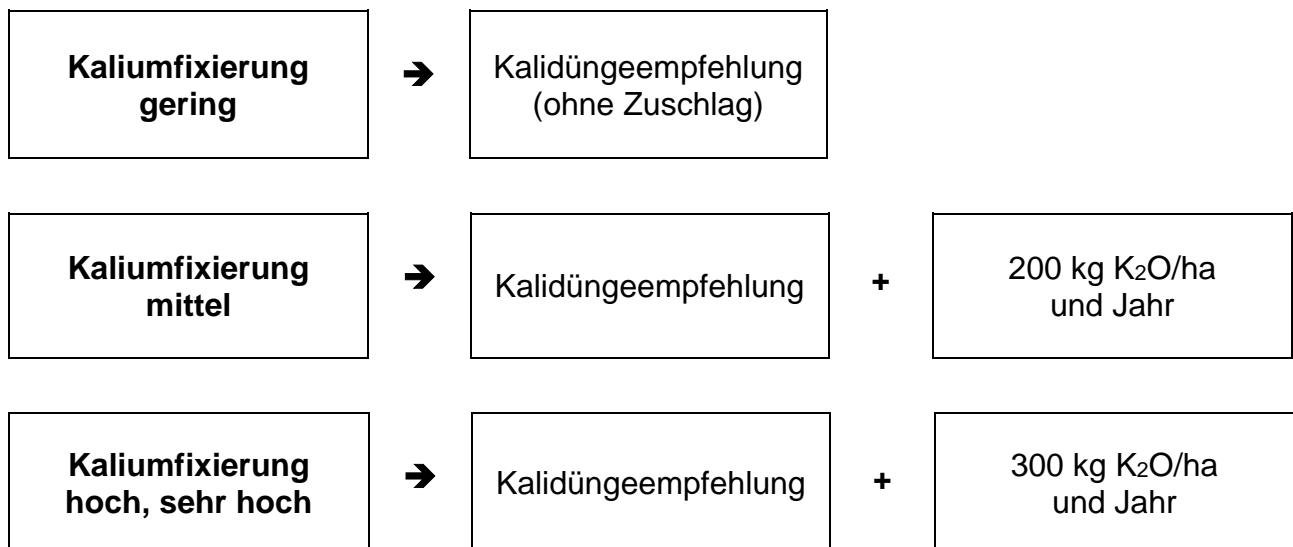 Kaliumfixierung
gering
➔
Kalidüngeempfehlung
(ohne Zuschlag)
Kaliumfixierung
mittel
➔
Kalidüngeempfehlung
+
200 kg K₂O/ha
und Jahr
Kaliumfixierung
hoch, sehr hoch
➔
Kalidüngeempfehlung
+
300 kg K₂O/ha
und Jahr